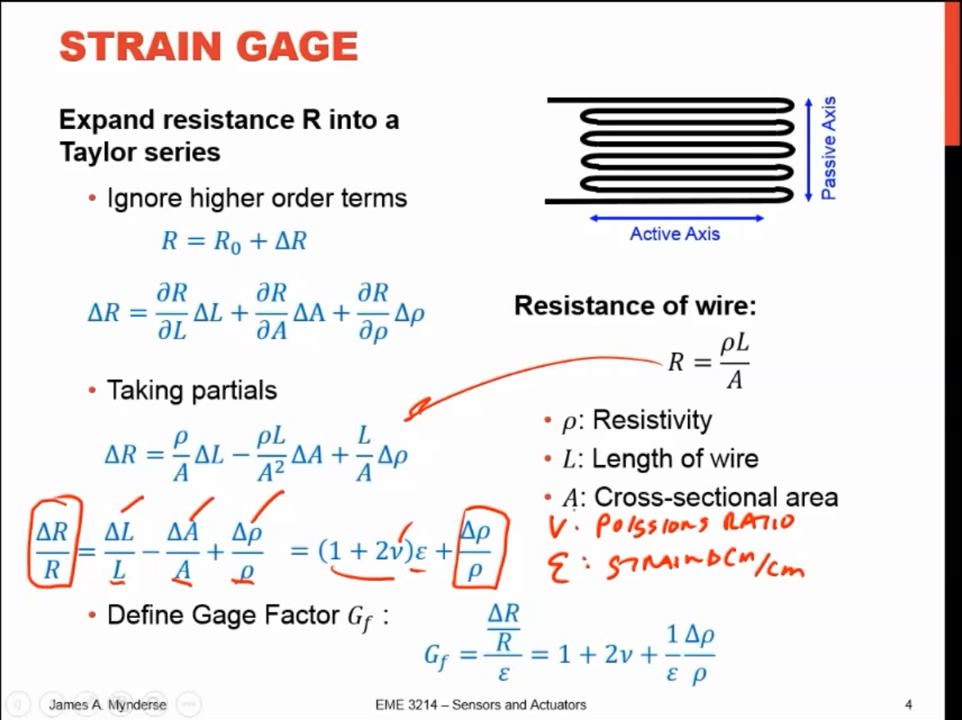 STRAIN GAGE
Expand resistance R into a
Taylor series
• Ignore higher order terms
R = R₀ + ΔR
ΔR = ∂R/∂L ΔL + ∂R/∂A ΔA + ∂R/∂ρ Δρ
• Taking partials
ΔR = ρ/A ΔL − ρL/A² ΔA + L/A Δρ
ΔR/R = ΔL/L − ΔA/A + Δρ/ρ = (1 + 2ν)ε + Δρ/ρ
• Define Gage Factor G_f :
G_f = (ΔR/R)/ε = 1 + 2ν + 1/ε Δρ/ρ
Passive Axis
Active Axis
Resistance of wire:
R = ρL/A
• ρ: Resistivity
• L: Length of wire
• A: Cross-sectional area
V: POISSIONS RATIO
Σ: STRAIN DCM/CM
James A. Mynderse
EME 3214 – Sensors and Actuators
4